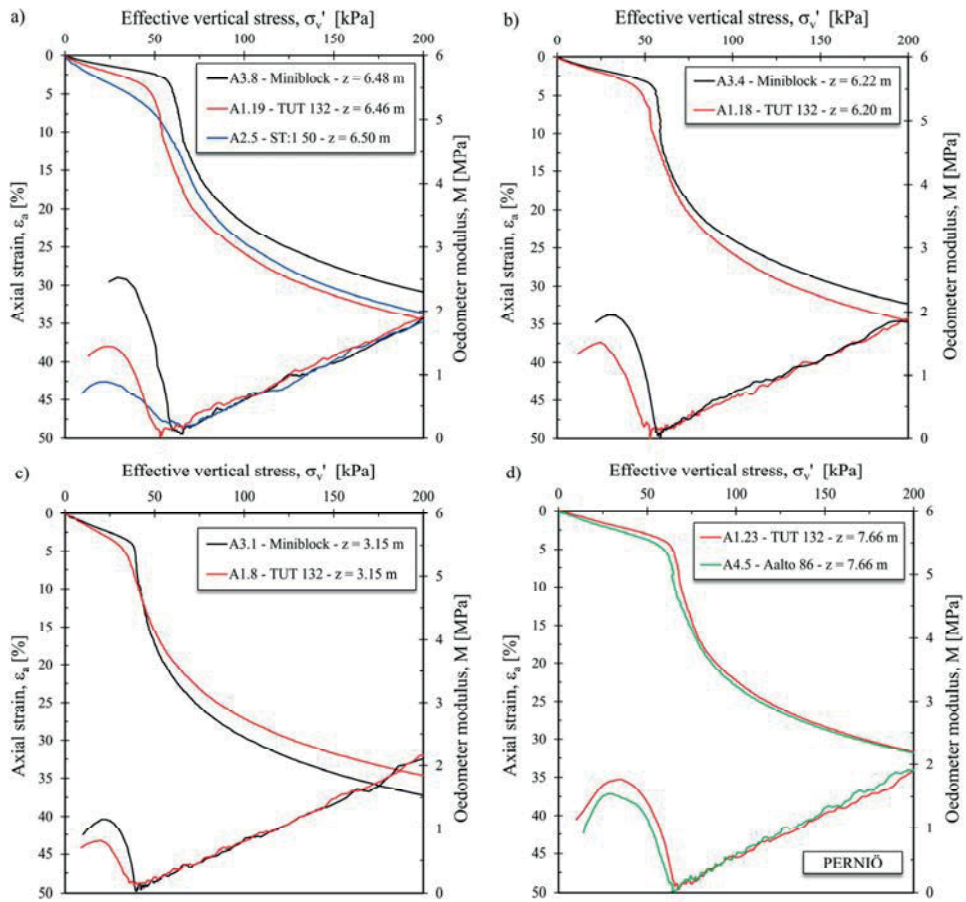 a)
Effective vertical stress, σv' [kPa]
0 50 100 150 200
Axial strain, εa [%]
0
5
10
15
20
25
30
35
40
45
50
A3.8 - Miniblock - z = 6.48 m
A1.19 - TUT 132 - z = 6.46 m
A2.5 - ST:1 50 - z = 6.50 m
6
5
4
3
2
1
0
Oedometer modulus, M [MPa]
b)
Effective vertical stress, σv' [kPa]
0 50 100 150 200
Axial strain, εa [%]
0
5
10
15
20
25
30
35
40
45
50
A3.4 - Miniblock - z = 6.22 m
A1.18 - TUT 132 - z = 6.20 m
6
5
4
3
2
1
0
Oedometer modulus, M [MPa]
c)
Effective vertical stress, σv' [kPa]
0 50 100 150 200
Axial strain, εa [%]
0
5
10
15
20
25
30
35
40
45
50
A3.1 - Miniblock - z = 3.15 m
A1.8 - TUT 132 - z = 3.15 m
6
5
4
3
2
1
0
Oedometer modulus, M [MPa]
d)
Effective vertical stress, σv' [kPa]
0 50 100 150 200
Axial strain, εa [%]
0
5
10
15
20
25
30
35
40
45
50
A1.23 - TUT 132 - z = 7.66 m
A4.5 - Aalto 86 - z = 7.66 m
6
5
4
3
2
1
0
Oedometer modulus, M [MPa]
PERNIÖ